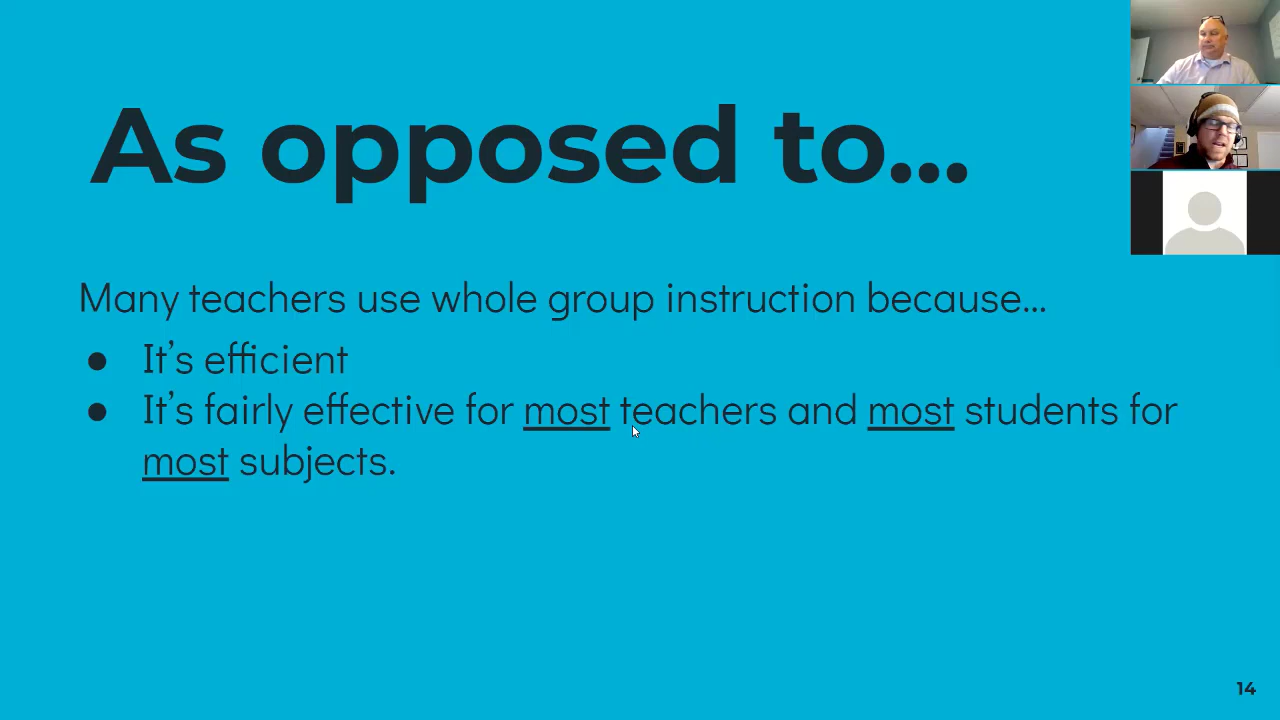 As opposed to...
Many teachers use whole group instruction because...
● It's efficient
● It's fairly effective for most teachers and most students for
most subjects.
14